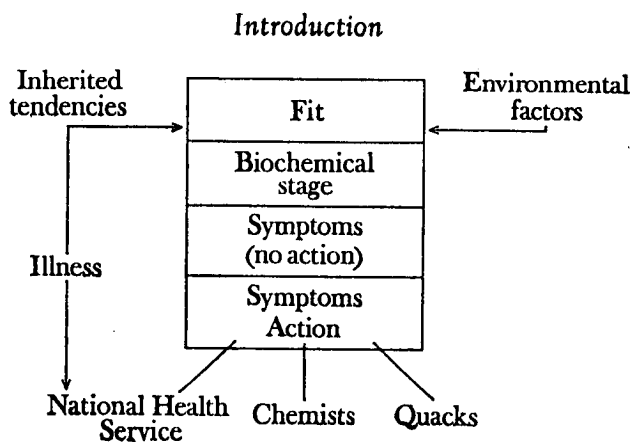 Introduction
Inherited
tendencies
Environmental
factors
Fit
Biochemical
stage
Symptoms
(no action)
Illness
Symptoms
Action
National Health
Service
Chemists
Quacks